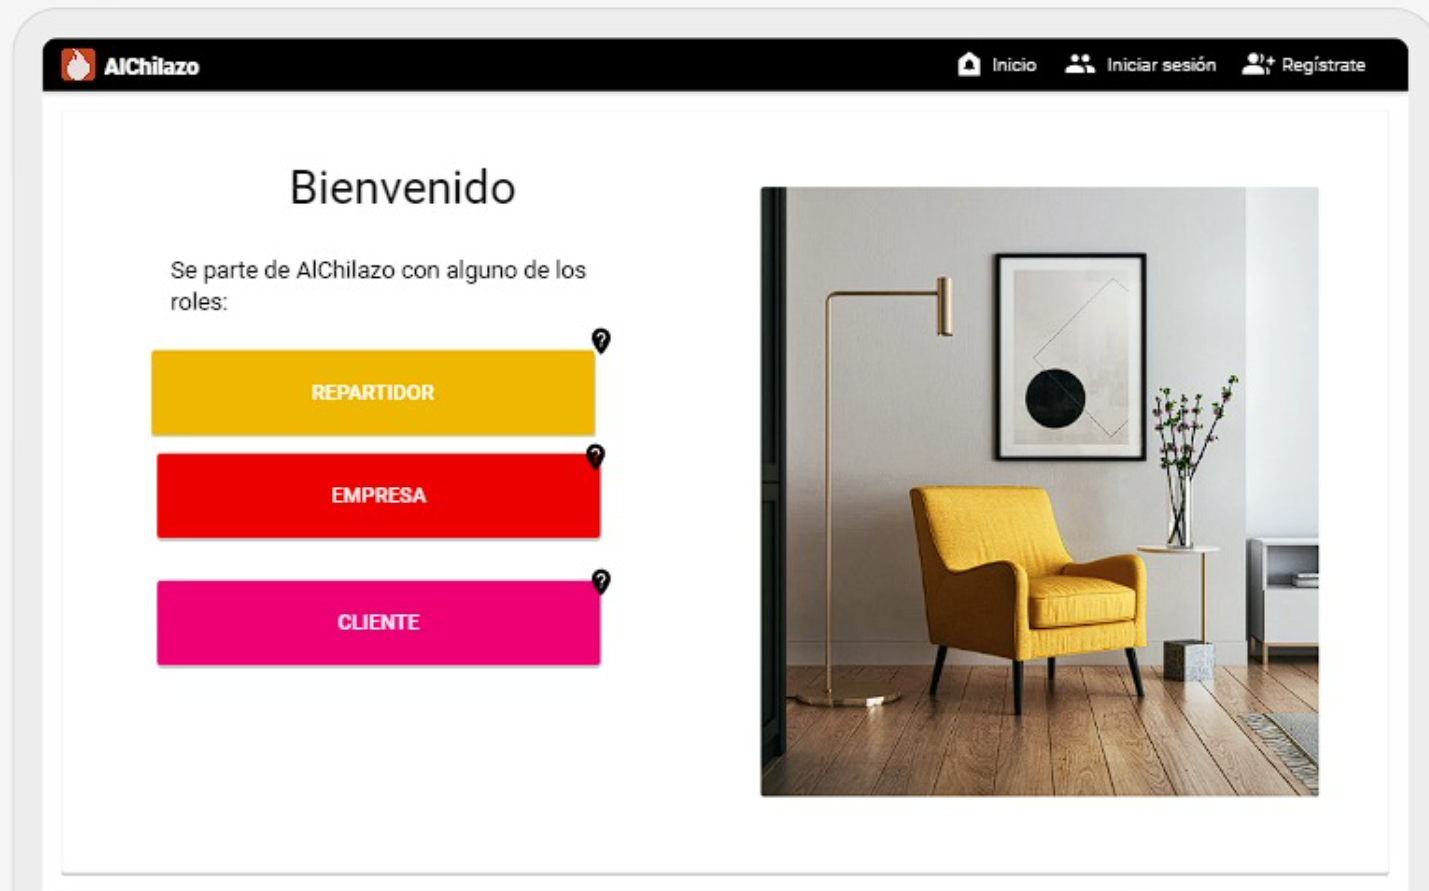 AlChilazo
Inicio
Iniciar sesión
Regístrate
Bienvenido
Se parte de AlChilazo con alguno de los
roles:
?
REPARTIDOR
?
EMPRESA
?
CLIENTE